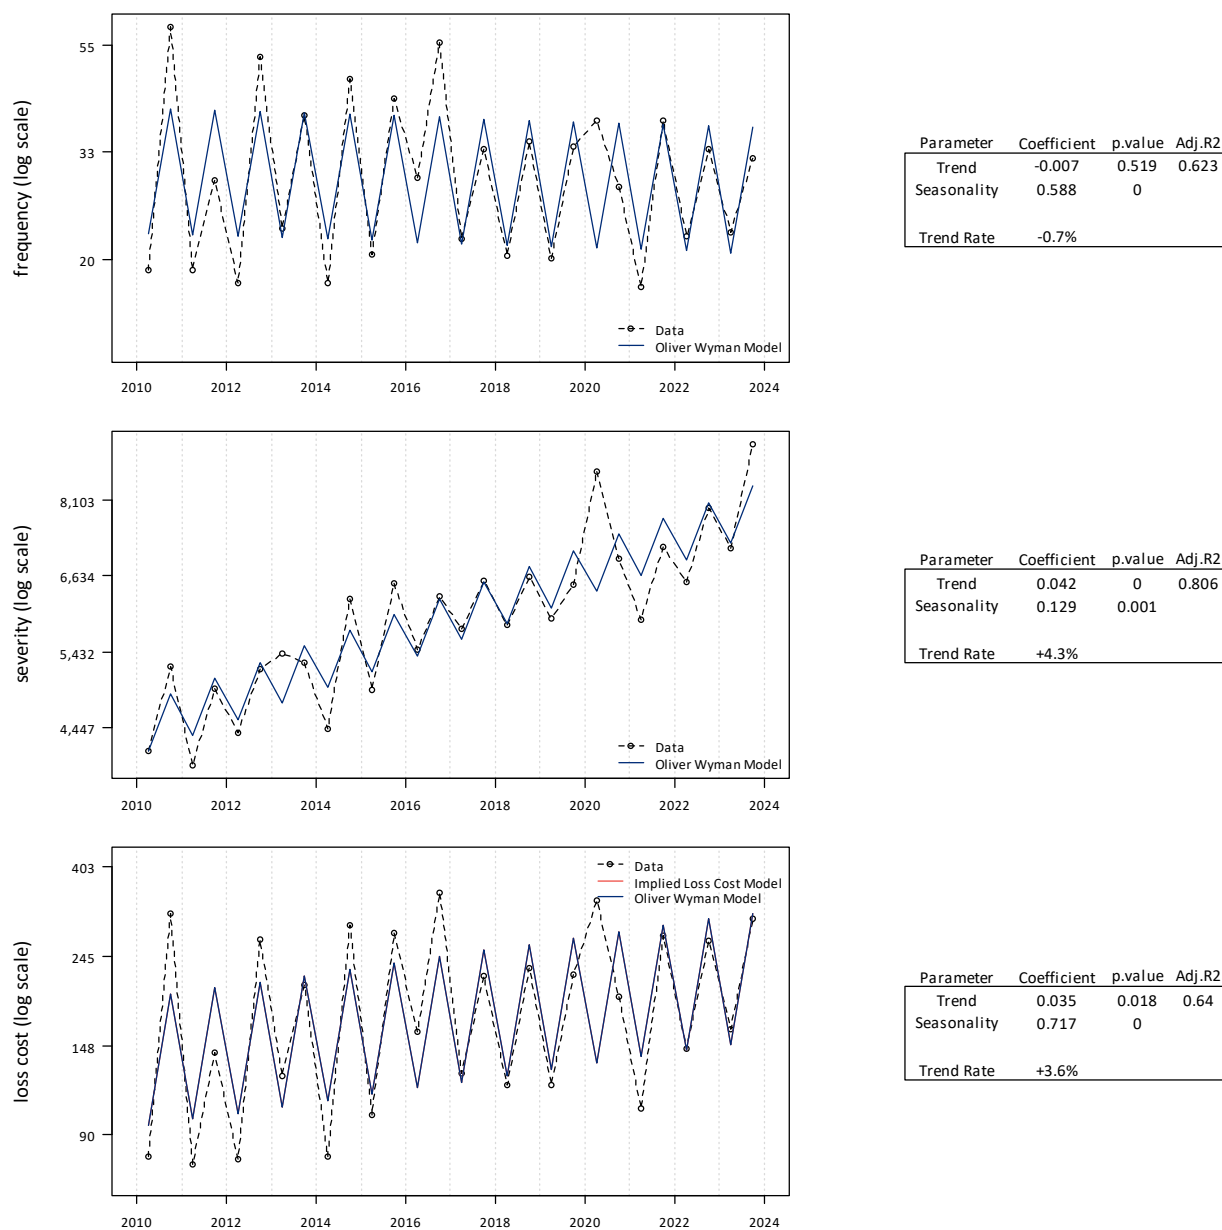 frequency (log scale)
55
33
20
Data
Oliver Wyman Model
2010 2012 2014 2016 2018 2020 2022 2024
Parameter Coefficient p.value Adj.R2
Trend -0.007 0.519 0.623
Seasonality 0.588 0
Trend Rate -0.7%
severity (log scale)
8,103
6,634
5,432
4,447
Data
Oliver Wyman Model
2010 2012 2014 2016 2018 2020 2022 2024
Parameter Coefficient p.value Adj.R2
Trend 0.042 0 0.806
Seasonality 0.129 0.001
Trend Rate +4.3%
loss cost (log scale)
403
245
148
90
Data
Implied Loss Cost Model
Oliver Wyman Model
2010 2012 2014 2016 2018 2020 2022 2024
Parameter Coefficient p.value Adj.R2
Trend 0.035 0.018 0.64
Seasonality 0.717 0
Trend Rate +3.6%